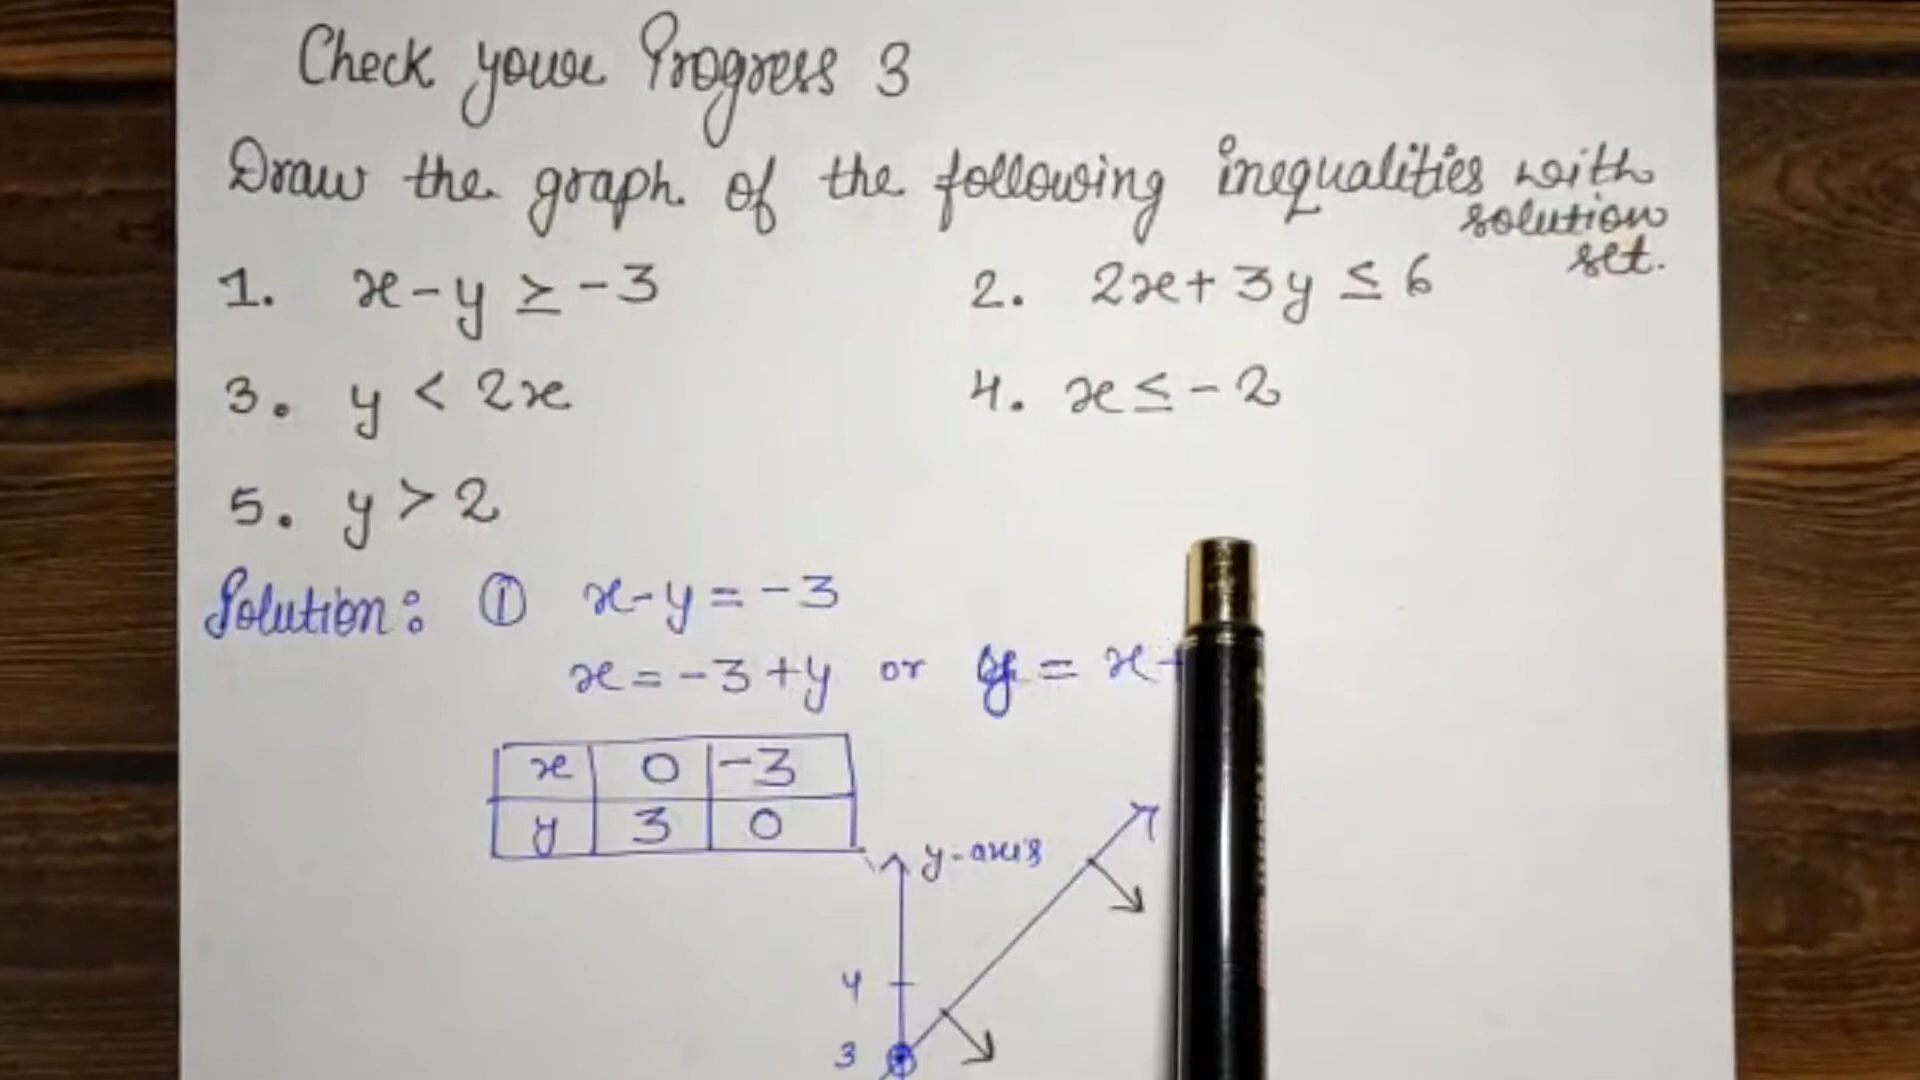 Check your Progress 3
Draw the graph of the following inequalities with
solution
set.
1. x-y ≥ -3 2. 2x+3y ≤ 6
3. y < 2x 4. x ≤ -2
5. y > 2
Solution: ① x-y = -3
x = -3+y or y = x+
x 0 -3
y 3 0
y-axis
4
3